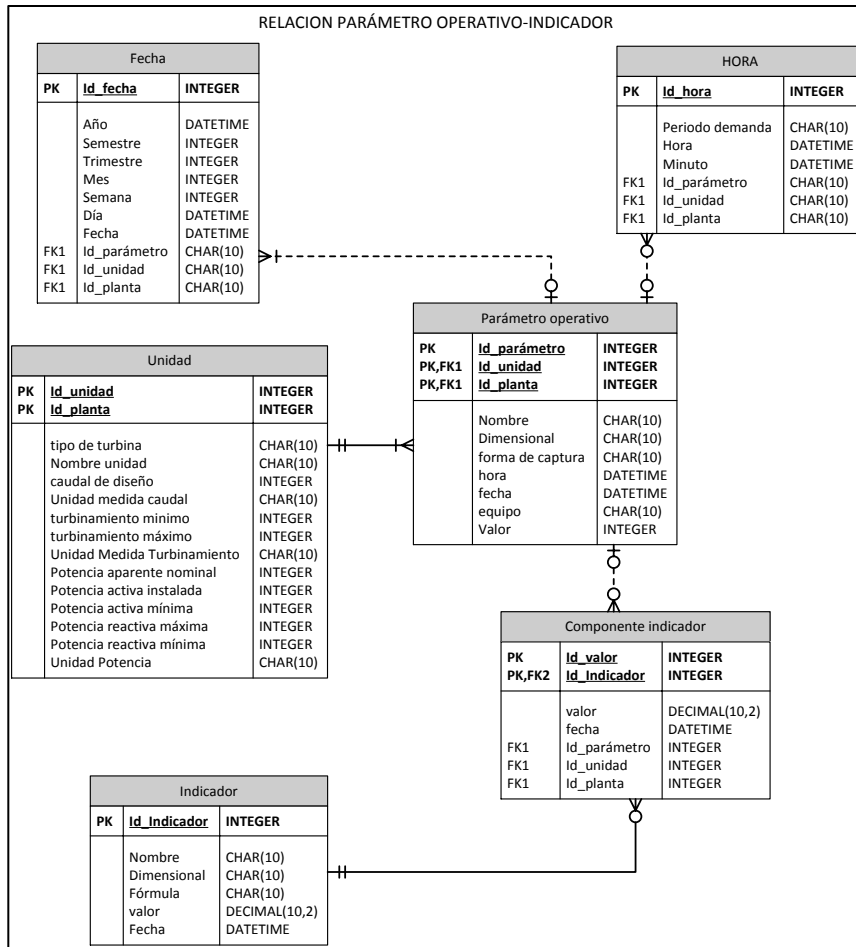 RELACION PARÁMETRO OPERATIVO-INDICADOR
Fecha
PK Id_fecha INTEGER
Año DATETIME
Semestre INTEGER
Trimestre INTEGER
Mes INTEGER
Semana INTEGER
Día DATETIME
Fecha DATETIME
FK1 Id_parámetro CHAR(10)
FK1 Id_unidad CHAR(10)
FK1 Id_planta CHAR(10)
HORA
PK Id_hora INTEGER
Periodo demanda CHAR(10)
Hora DATETIME
Minuto DATETIME
FK1 Id_parámetro CHAR(10)
FK1 Id_unidad CHAR(10)
FK1 Id_planta CHAR(10)
Parámetro operativo
PK Id_parámetro INTEGER
PK,FK1 Id_unidad INTEGER
PK,FK1 Id_planta INTEGER
Nombre CHAR(10)
Dimensional CHAR(10)
forma de captura CHAR(10)
hora DATETIME
fecha DATETIME
equipo CHAR(10)
Valor INTEGER
Unidad
PK Id_unidad INTEGER
PK Id_planta INTEGER
tipo de turbina CHAR(10)
Nombre unidad CHAR(10)
caudal de diseño INTEGER
Unidad medida caudal CHAR(10)
turbinamiento minimo INTEGER
turbinamiento máximo INTEGER
Unidad Medida Turbinamiento CHAR(10)
Potencia aparente nominal INTEGER
Potencia activa instalada INTEGER
Potencia activa mínima INTEGER
Potencia reactiva máxima INTEGER
Potencia reactiva mínima INTEGER
Unidad Potencia CHAR(10)
Componente indicador
PK Id_valor INTEGER
PK,FK2 Id_Indicador INTEGER
valor DECIMAL(10,2)
fecha DATETIME
FK1 Id_parámetro INTEGER
FK1 Id_unidad INTEGER
FK1 Id_planta INTEGER
Indicador
PK Id_Indicador INTEGER
Nombre CHAR(10)
Dimensional CHAR(10)
Fórmula CHAR(10)
valor DECIMAL(10,2)
Fecha DATETIME